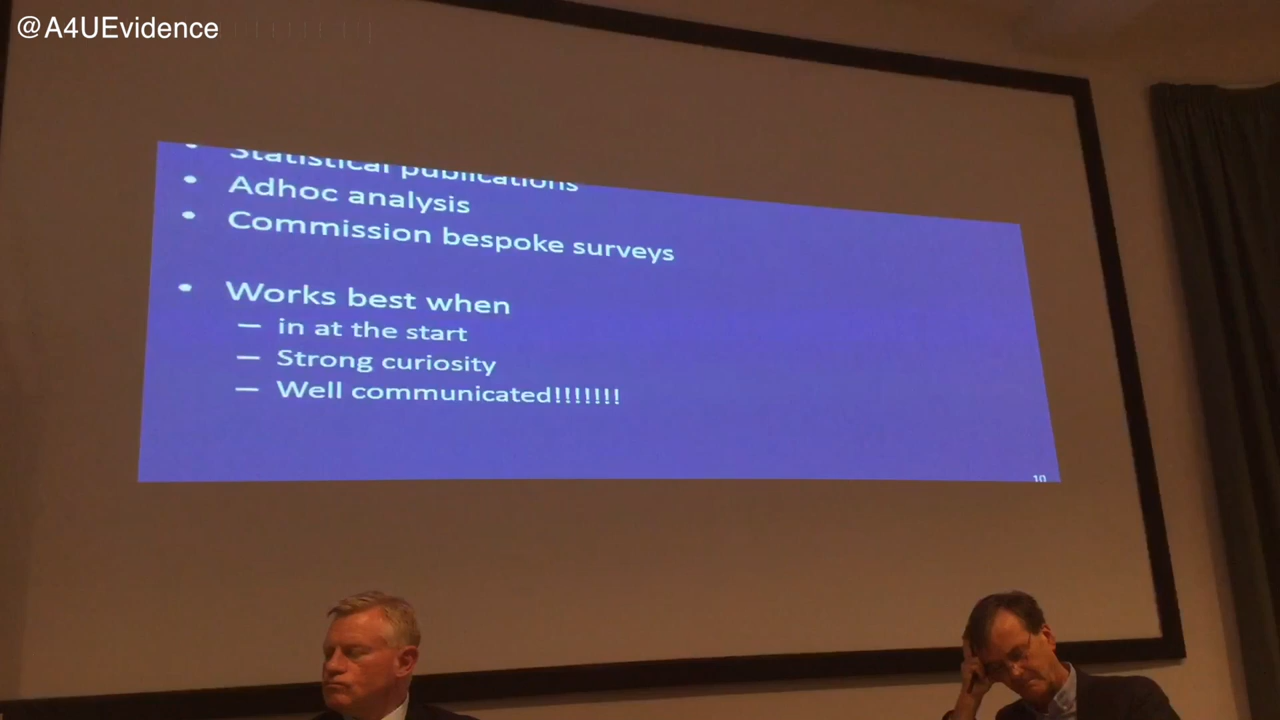 @A4UEvidence
• Statistical publications
• Adhoc analysis
• Commission bespoke surveys
• Works best when
– in at the start
– Strong curiosity
– Well communicated!!!!!!!
10